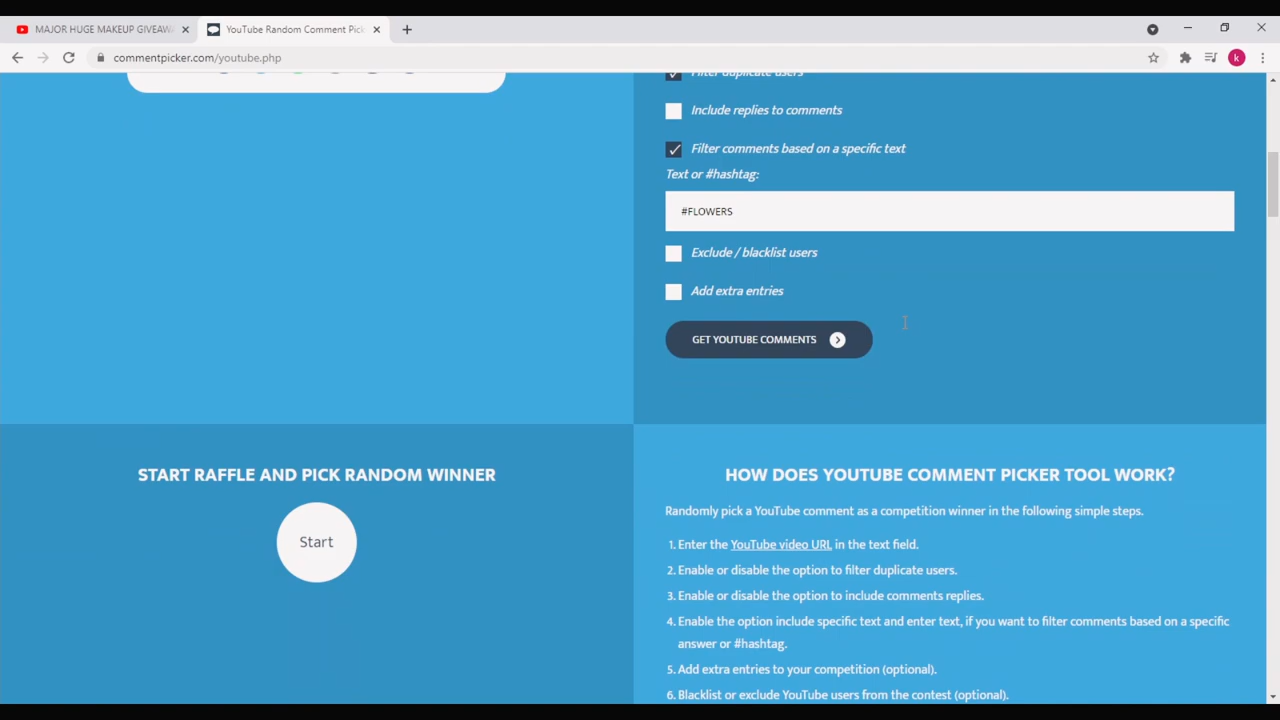 MAJOR HUGE MAKEUP GIVEAWA
YouTube Random Comment Pick
commentpicker.com/youtube.php
k
Filter duplicate users
Include replies to comments
Filter comments based on a specific text
Text or #hashtag:
#FLOWERS
Exclude / blacklist users
Add extra entries
GET YOUTUBE COMMENTS
START RAFFLE AND PICK RANDOM WINNER
Start
HOW DOES YOUTUBE COMMENT PICKER TOOL WORK?
Randomly pick a YouTube comment as a competition winner in the following simple steps.
1. Enter the YouTube video URL in the text field.
2. Enable or disable the option to filter duplicate users.
3. Enable or disable the option to include comments replies.
4. Enable the option include specific text and enter text, if you want to filter comments based on a specific
answer or #hashtag.
5. Add extra entries to your competition (optional).
6. Blacklist or exclude YouTube users from the contest (optional).